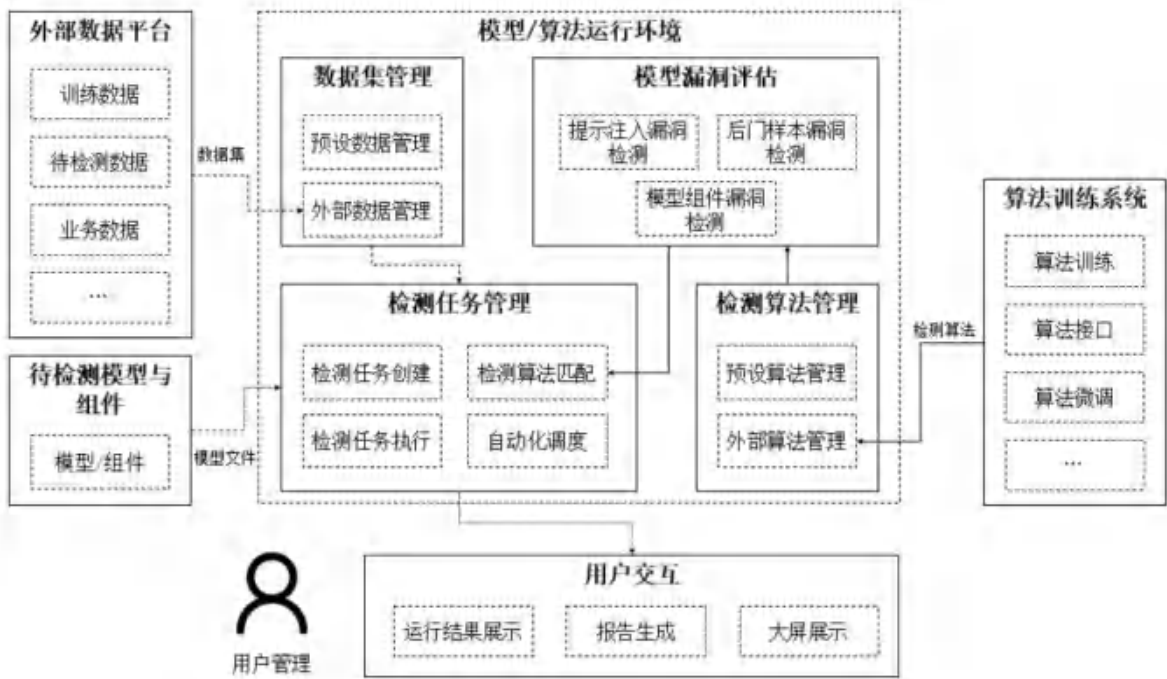 外部数据平台
训练数据
待检测数据
业务数据
…
数据集
待检测模型与
组件
模型/组件
模型文件
模型/算法运行环境
数据集管理
预设数据管理
外部数据管理
模型漏洞评估
提示注入漏洞
检测
后门样本漏洞
检测
模型组件漏洞
检测
检测任务管理
检测任务创建
检测算法匹配
检测任务执行
自动化调度
检测算法管理
预设算法管理
外部算法管理
检测算法
算法训练系统
算法训练
算法接口
算法微调
…
用户管理
用户交互
运行结果展示
报告生成
大屏展示